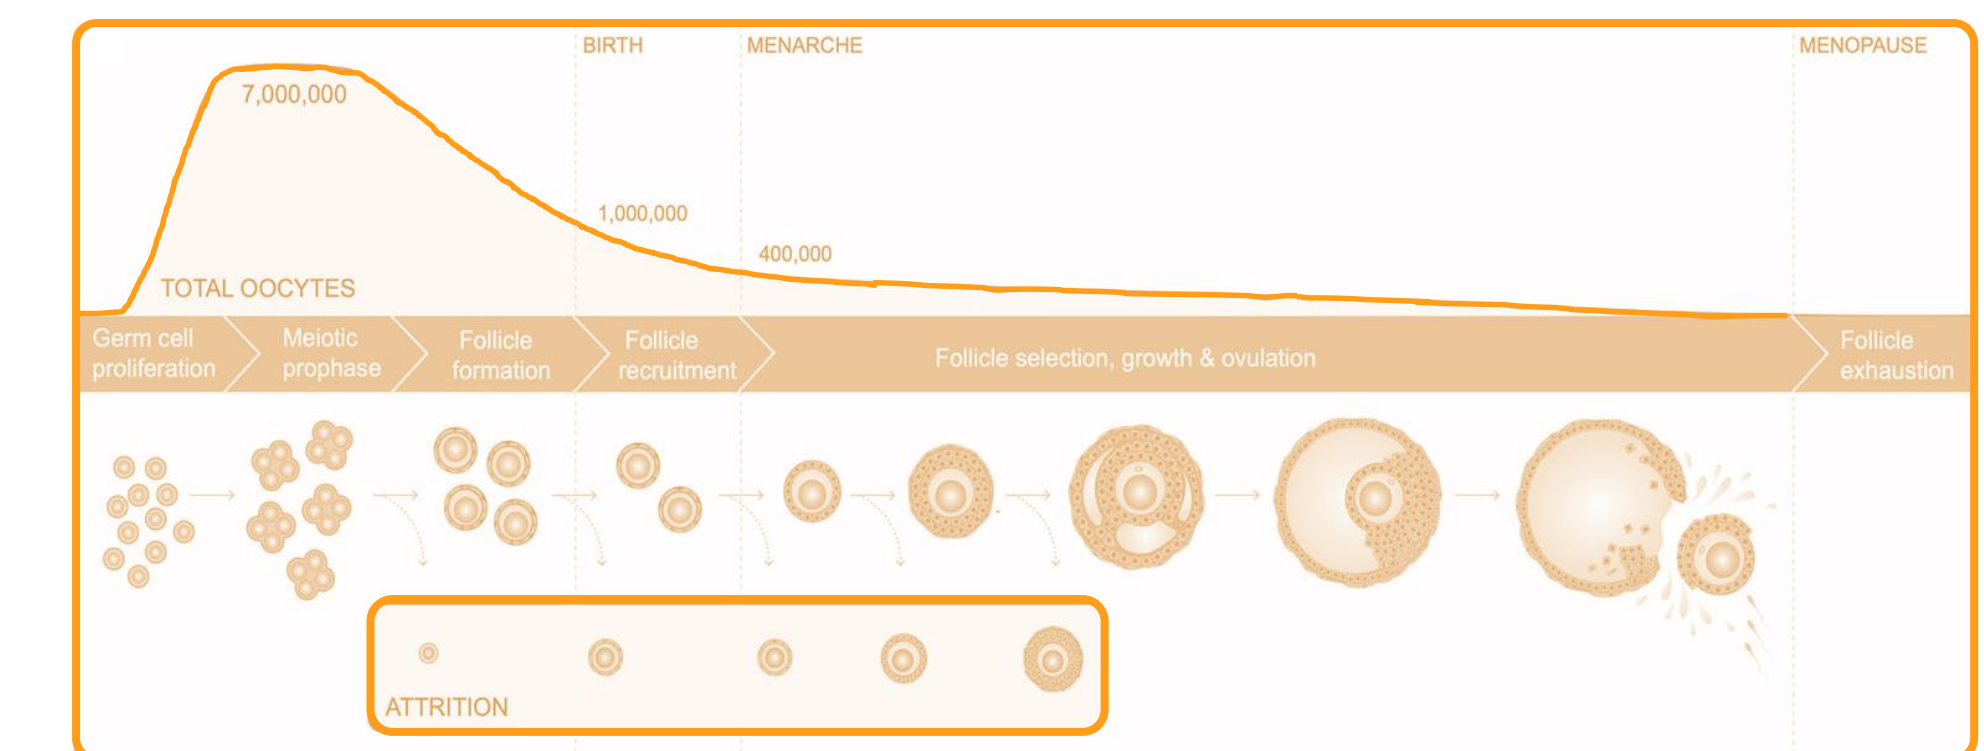 BIRTH
MENARCHE
MENOPAUSE
7,000,000
1,000,000
400,000
TOTAL OOCYTES
Germ cell
proliferation
Meiotic
prophase
Follicle
formation
Follicle
recruitment
Follicle selection, growth & ovulation
Follicle
exhaustion
ATTRITION